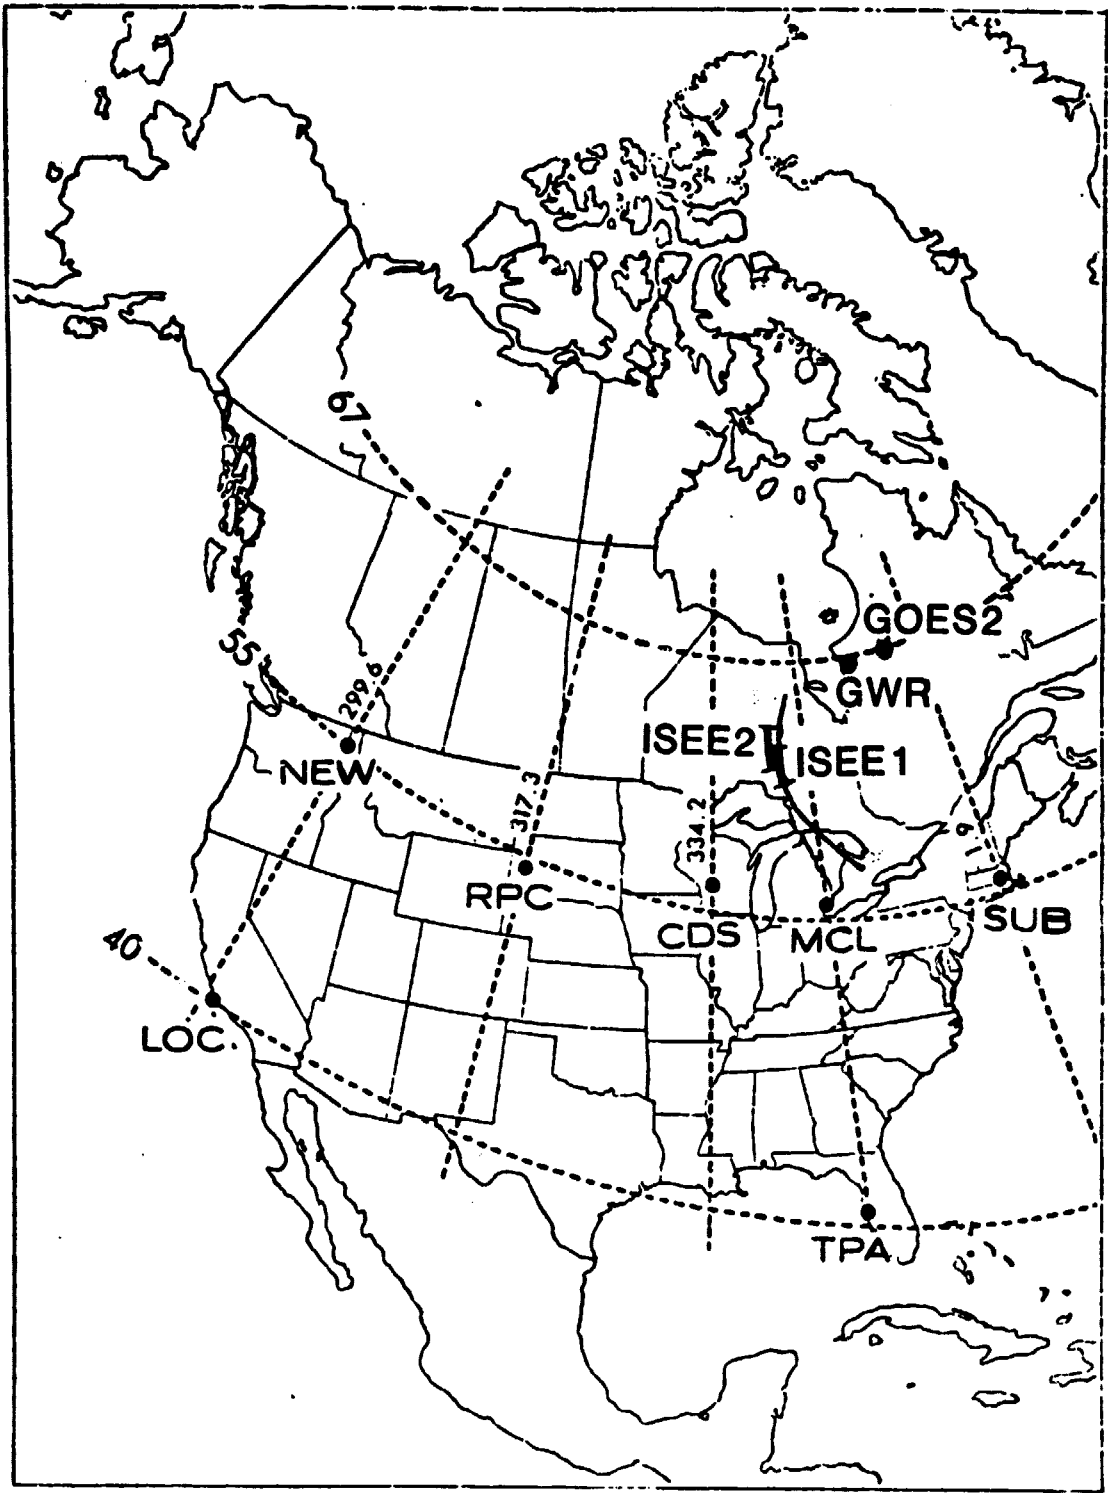 67
GOES2
55
299.6
GWR
ISEE2
ISEE1
NEW
317.3
334.2
RPC
CDS
MCL
SUB
40
LOC
TPA